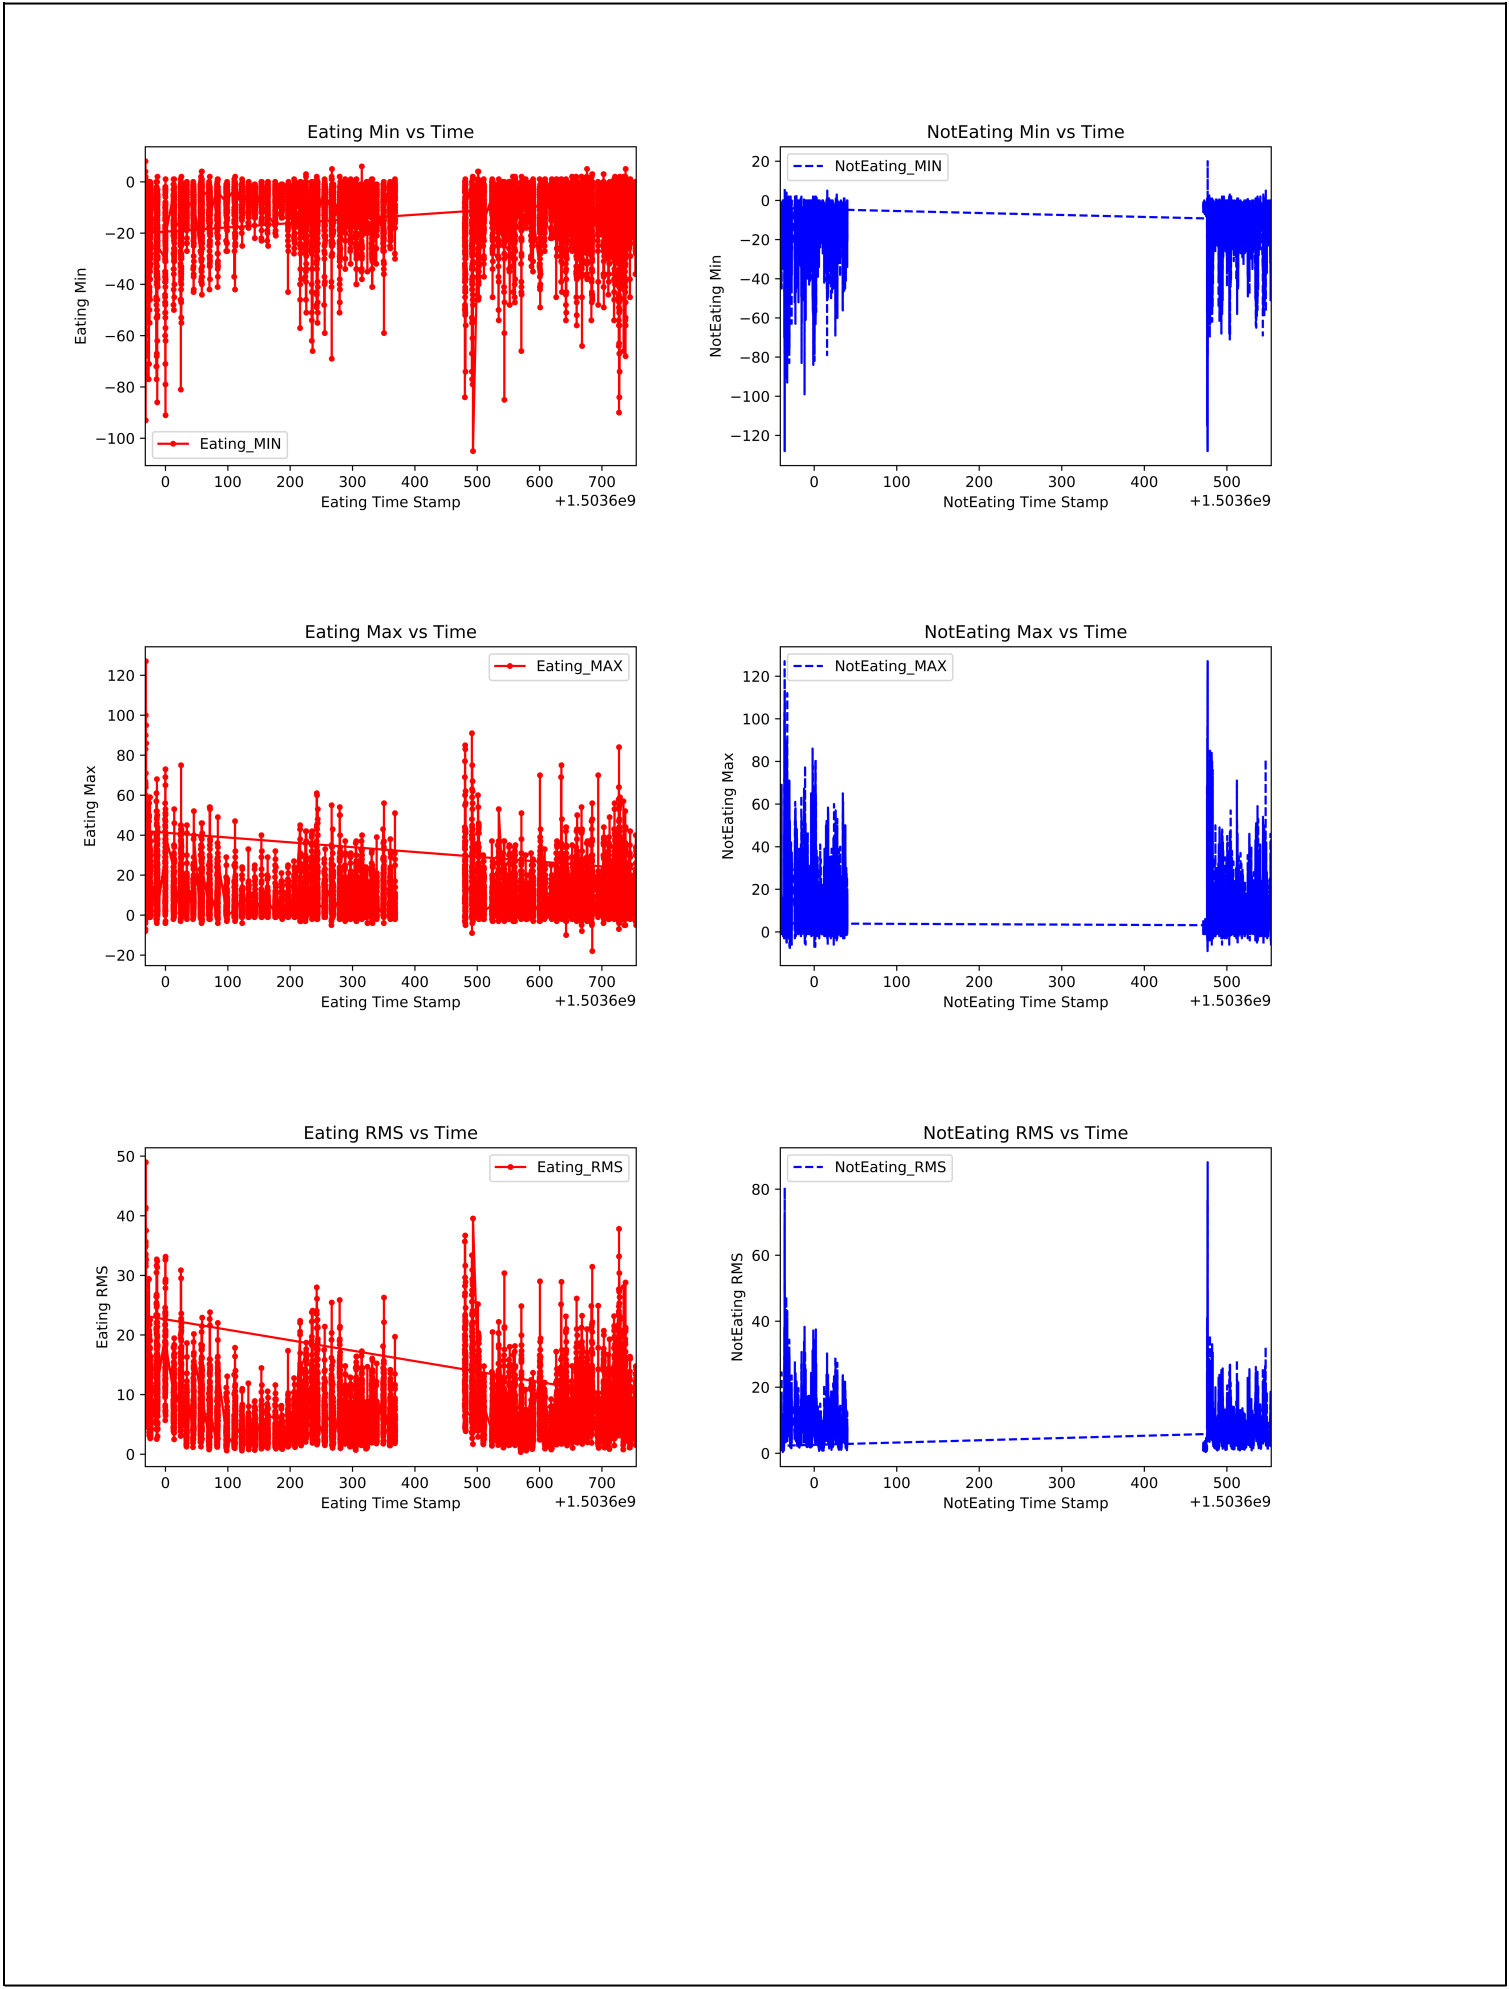 Eating Min vs Time
Eating Min
0
−20
−40
−60
−80
−100
Eating_MIN
0 100 200 300 400 500 600 700
Eating Time Stamp
+1.5036e9
NotEating Min vs Time
NotEating Min
20
0
−20
−40
−60
−80
−100
−120
NotEating_MIN
0 100 200 300 400 500
NotEating Time Stamp
+1.5036e9
Eating Max vs Time
Eating Max
120
100
80
60
40
20
0
−20
Eating_MAX
0 100 200 300 400 500 600 700
Eating Time Stamp
+1.5036e9
NotEating Max vs Time
NotEating Max
120
100
80
60
40
20
0
NotEating_MAX
0 100 200 300 400 500
NotEating Time Stamp
+1.5036e9
Eating RMS vs Time
Eating RMS
50
40
30
20
10
0
Eating_RMS
0 100 200 300 400 500 600 700
Eating Time Stamp
+1.5036e9
NotEating RMS vs Time
NotEating RMS
80
60
40
20
0
NotEating_RMS
0 100 200 300 400 500
NotEating Time Stamp
+1.5036e9